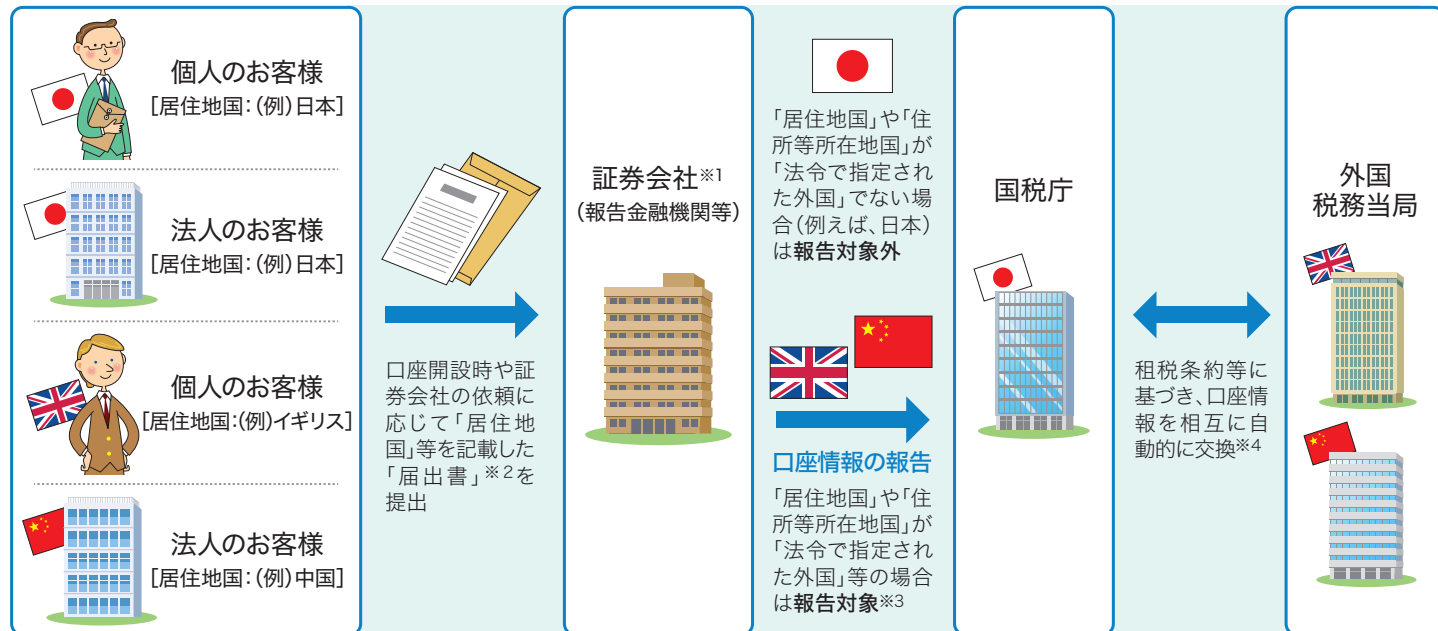 個人のお客様
[居住地国：(例)日本]
法人のお客様
[居住地国：(例)日本]
個人のお客様
[居住地国：(例)イギリス]
法人のお客様
[居住地国：(例)中国]
口座開設時や証
券会社の依頼に
応じて「居住地
国」等を記載した
「届出書」※2を
提出
証券会社※1
(報告金融機関等)
「居住地国」や「住
所等所在地国」が
「法令で指定され
た外国」でない場
合(例えば、日本)
は報告対象外
口座情報の報告
「居住地国」や「住
所等所在地国」が
「法令で指定され
た外国」等の場合
は報告対象※3
国税庁
租税条約等に
基づき、口座情
報を相互に自
動的に交換※4
外国
税務当局